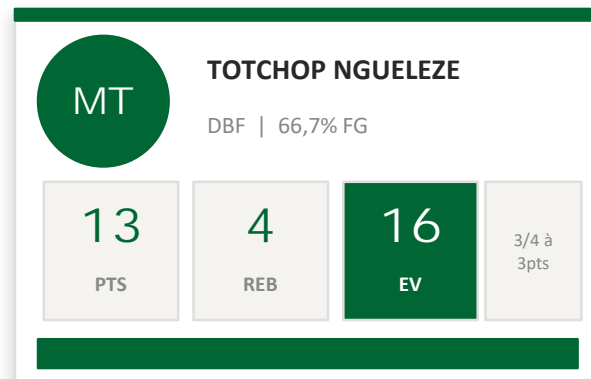 MT
TOTCHOP NGUELEZE
DBF | 66,7% FG
13
PTS
4
REB
16
EV
3/4 à
3pts